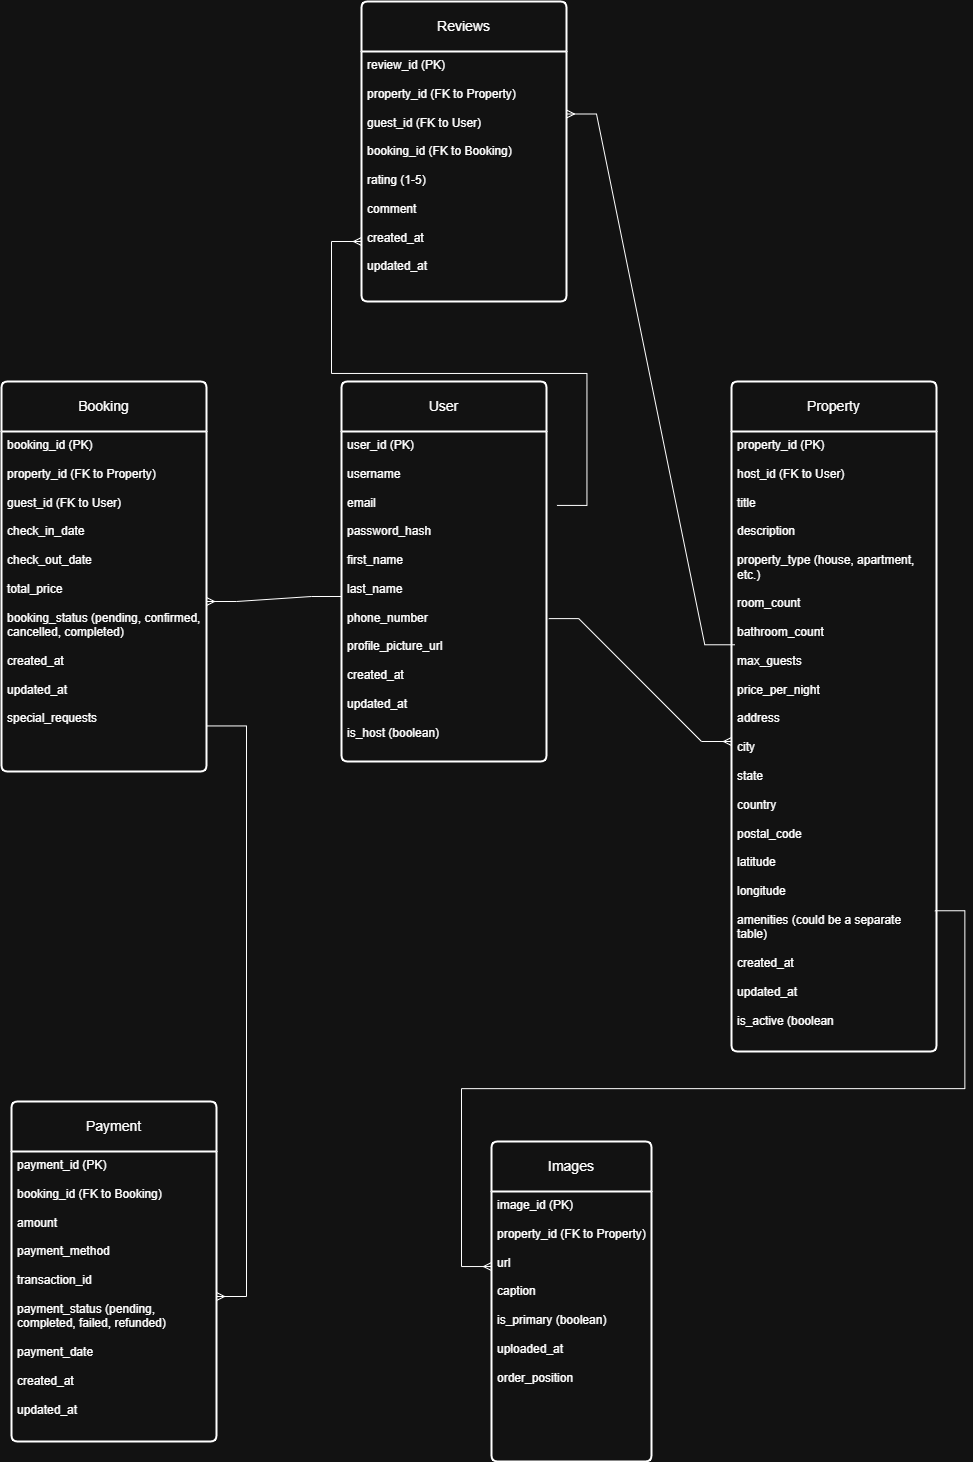 Reviews
review_id (PK)
property_id (FK to Property)
guest_id (FK to User)
booking_id (FK to Booking)
rating (1-5)
comment
created_at
updated_at
Booking
booking_id (PK)
property_id (FK to Property)
guest_id (FK to User)
check_in_date
check_out_date
total_price
booking_status (pending, confirmed,
cancelled, completed)
created_at
updated_at
special_requests
User
user_id (PK)
username
email
password_hash
first_name
last_name
phone_number
profile_picture_url
created_at
updated_at
is_host (boolean)
Property
property_id (PK)
host_id (FK to User)
title
description
property_type (house, apartment,
etc.)
room_count
bathroom_count
max_guests
price_per_night
address
city
state
country
postal_code
latitude
longitude
amenities (could be a separate
table)
created_at
updated_at
is_active (boolean
Payment
payment_id (PK)
booking_id (FK to Booking)
amount
payment_method
transaction_id
payment_status (pending,
completed, failed, refunded)
payment_date
created_at
updated_at
Images
image_id (PK)
property_id (FK to Property)
url
caption
is_primary (boolean)
uploaded_at
order_position